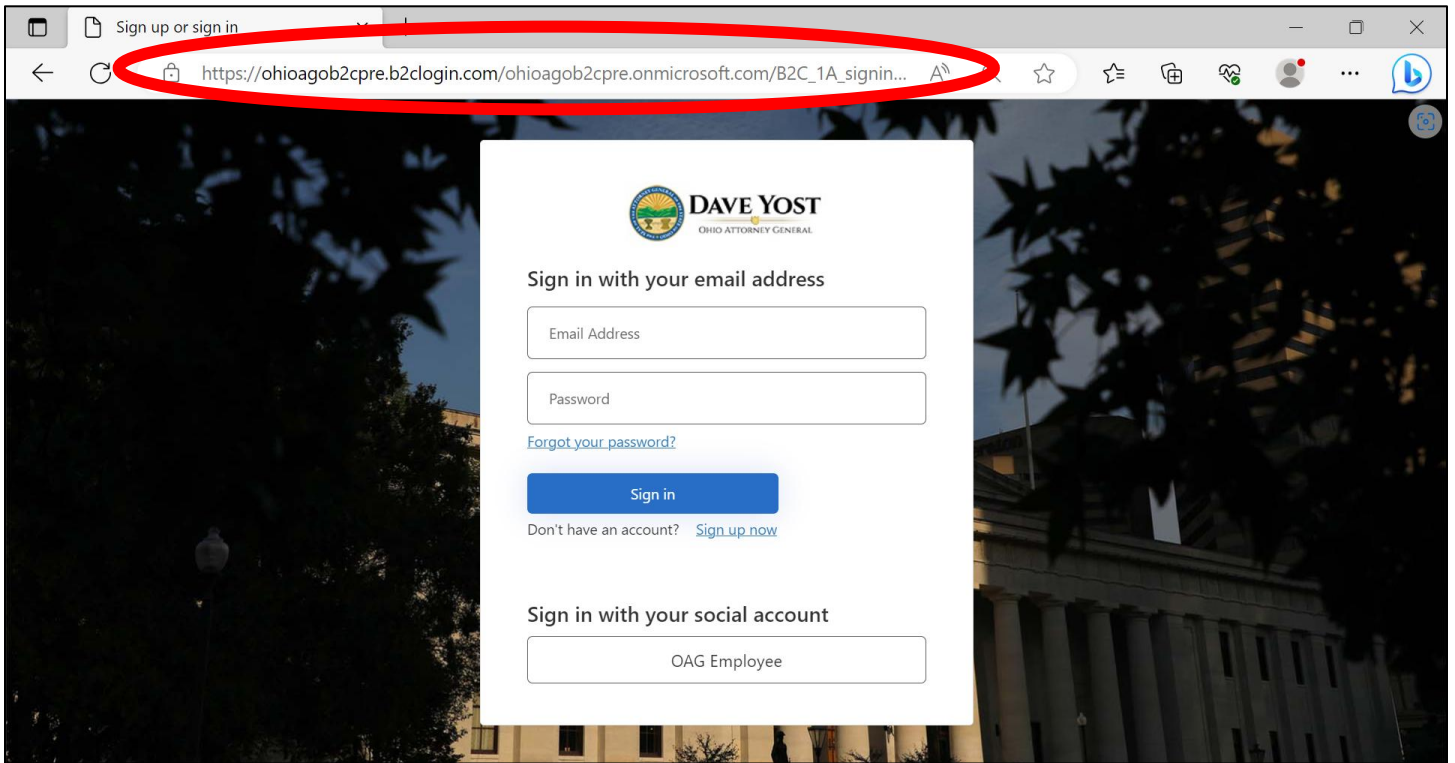 Sign up or sign in
https://ohioagob2cpre.b2clogin.com/ohioagob2cpre.onmicrosoft.com/B2C_1A_signin...
DAVE YOST
OHIO ATTORNEY GENERAL
Sign in with your email address
Email Address
Password
Forgot your password?
Sign in
Don't have an account? Sign up now
Sign in with your social account
OAG Employee